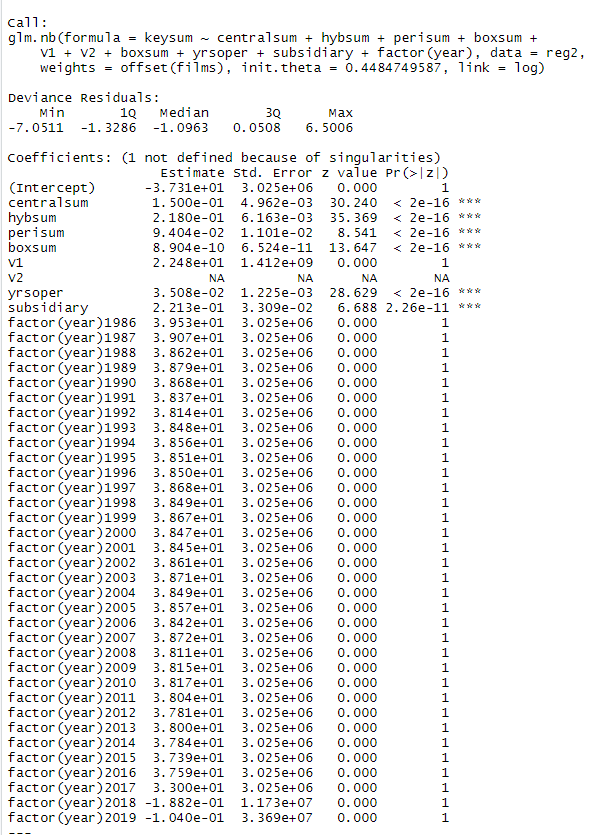 Call:
glm.nb(formula = keysum ~ centralsum + hybsum + perisum + boxsum +
    V1 + V2 + boxsum + yrsoper + subsidiary + factor(year), data = reg2,
    weights = offset(films), init.theta = 0.4484749587, link = log)
Deviance Residuals:
    Min       1Q   Median       3Q      Max
-7.0511  -1.3286  -1.0963   0.0508   6.5006
Coefficients: (1 not defined because of singularities)
                   Estimate Std. Error z value Pr(>|z|)
(Intercept)      -3.731e+01  3.025e+06   0.000        1
centralsum        1.500e-01  4.962e-03  30.240  < 2e-16 ***
hybsum            2.180e-01  6.163e-03  35.369  < 2e-16 ***
perisum           9.404e-02  1.101e-02   8.541  < 2e-16 ***
boxsum            8.904e-10  6.524e-11  13.647  < 2e-16 ***
V1                2.248e+01  1.412e+09   0.000        1
V2                       NA         NA      NA       NA
yrsoper           3.508e-02  1.225e-03  28.629  < 2e-16 ***
subsidiary        2.213e-01  3.309e-02   6.688 2.26e-11 ***
factor(year)1986  3.953e+01  3.025e+06   0.000        1
factor(year)1987  3.907e+01  3.025e+06   0.000        1
factor(year)1988  3.862e+01  3.025e+06   0.000        1
factor(year)1989  3.879e+01  3.025e+06   0.000        1
factor(year)1990  3.868e+01  3.025e+06   0.000        1
factor(year)1991  3.837e+01  3.025e+06   0.000        1
factor(year)1992  3.814e+01  3.025e+06   0.000        1
factor(year)1993  3.848e+01  3.025e+06   0.000        1
factor(year)1994  3.856e+01  3.025e+06   0.000        1
factor(year)1995  3.851e+01  3.025e+06   0.000        1
factor(year)1996  3.850e+01  3.025e+06   0.000        1
factor(year)1997  3.868e+01  3.025e+06   0.000        1
factor(year)1998  3.849e+01  3.025e+06   0.000        1
factor(year)1999  3.867e+01  3.025e+06   0.000        1
factor(year)2000  3.847e+01  3.025e+06   0.000        1
factor(year)2001  3.845e+01  3.025e+06   0.000        1
factor(year)2002  3.861e+01  3.025e+06   0.000        1
factor(year)2003  3.871e+01  3.025e+06   0.000        1
factor(year)2004  3.849e+01  3.025e+06   0.000        1
factor(year)2005  3.857e+01  3.025e+06   0.000        1
factor(year)2006  3.842e+01  3.025e+06   0.000        1
factor(year)2007  3.872e+01  3.025e+06   0.000        1
factor(year)2008  3.811e+01  3.025e+06   0.000        1
factor(year)2009  3.815e+01  3.025e+06   0.000        1
factor(year)2010  3.817e+01  3.025e+06   0.000        1
factor(year)2011  3.804e+01  3.025e+06   0.000        1
factor(year)2012  3.781e+01  3.025e+06   0.000        1
factor(year)2013  3.800e+01  3.025e+06   0.000        1
factor(year)2014  3.784e+01  3.025e+06   0.000        1
factor(year)2015  3.739e+01  3.025e+06   0.000        1
factor(year)2016  3.759e+01  3.025e+06   0.000        1
factor(year)2017  3.300e+01  3.025e+06   0.000        1
factor(year)2018 -1.882e-01  1.173e+07   0.000        1
factor(year)2019 -1.040e-01  3.369e+07   0.000        1
---